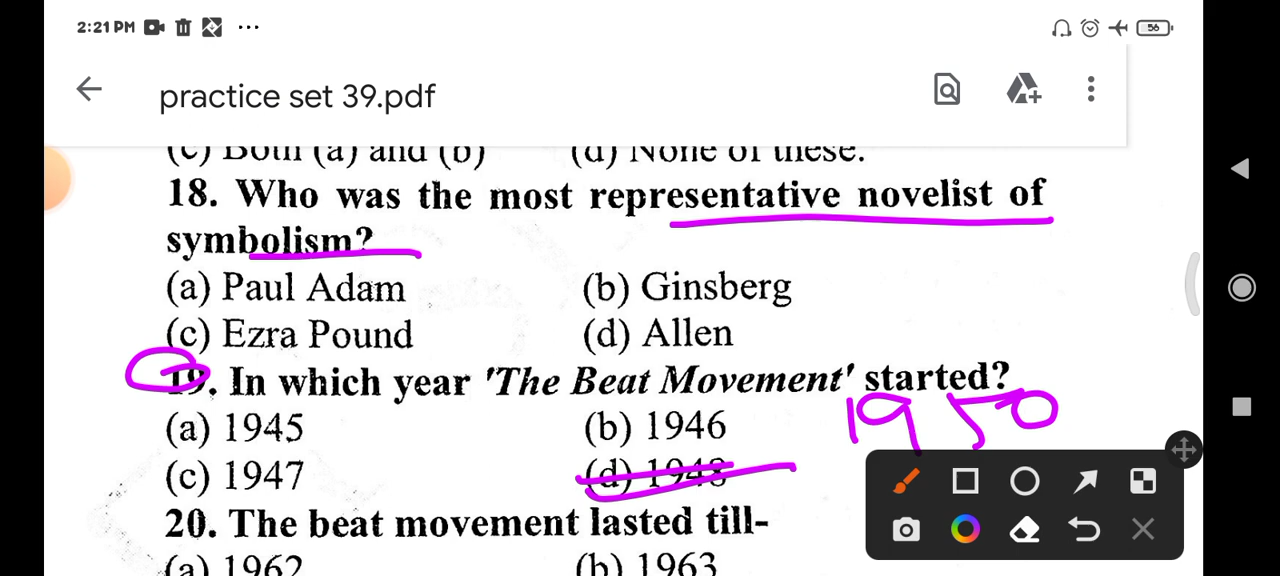 2:21 PM ...
56
practice set 39.pdf
(c) Both (a) and (b) (d) None of these.
18. Who was the most representative novelist of
symbolism?
(a) Paul Adam (b) Ginsberg
(c) Ezra Pound (d) Allen
19. In which year 'The Beat Movement' started?
1950
(a) 1945 (b) 1946
(c) 1947 (d) 1948
20. The beat movement lasted till-
(a) 1962 (b) 1963